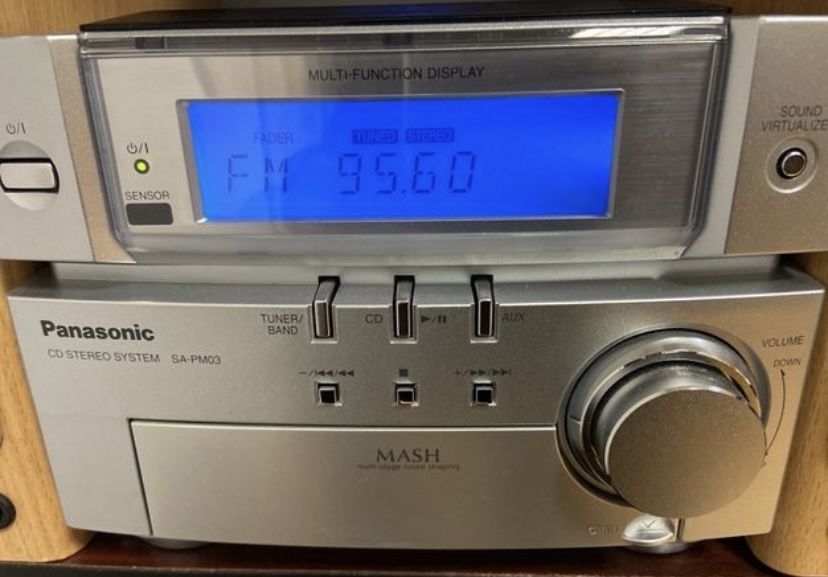 MULTI-FUNCTION DISPLAY
FADER TUNED STEREO
FM 95.60
SENSOR
SOUND
VIRTUALIZE
TUNER/
BAND
CD
AUX
Panasonic
CD STEREO SYSTEM SA-PM03
VOLUME
DOWN
MASH
multi-stage noise shaping